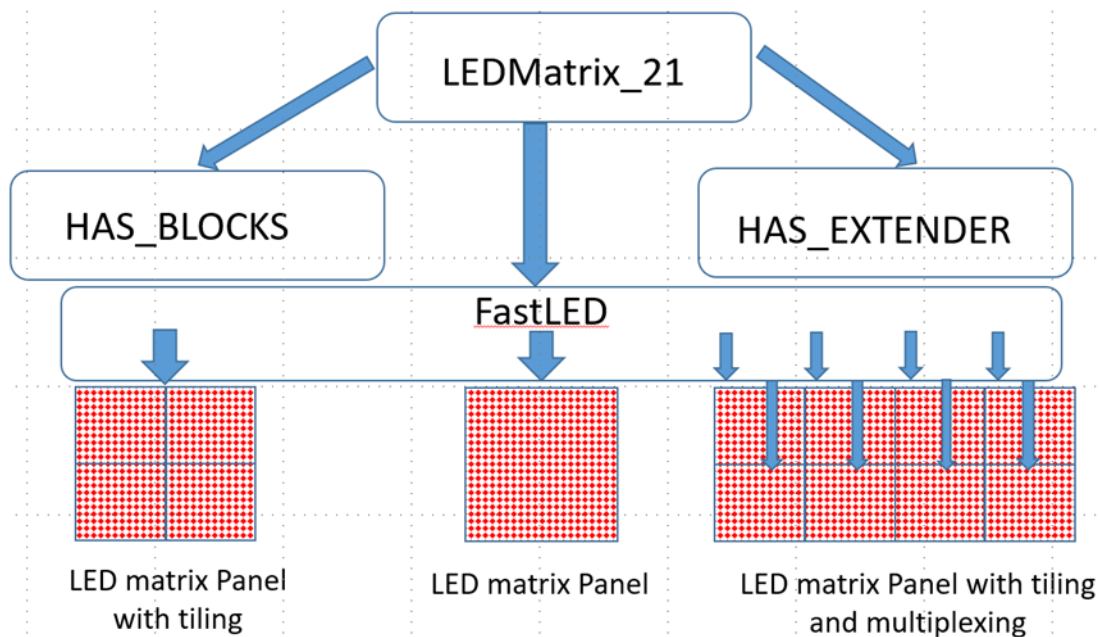 LEDMatrix_21
HAS_BLOCKS
HAS_EXTENDER
FastLED
LED matrix Panel
with tiling
LED matrix Panel
LED matrix Panel with tiling
and multiplexing